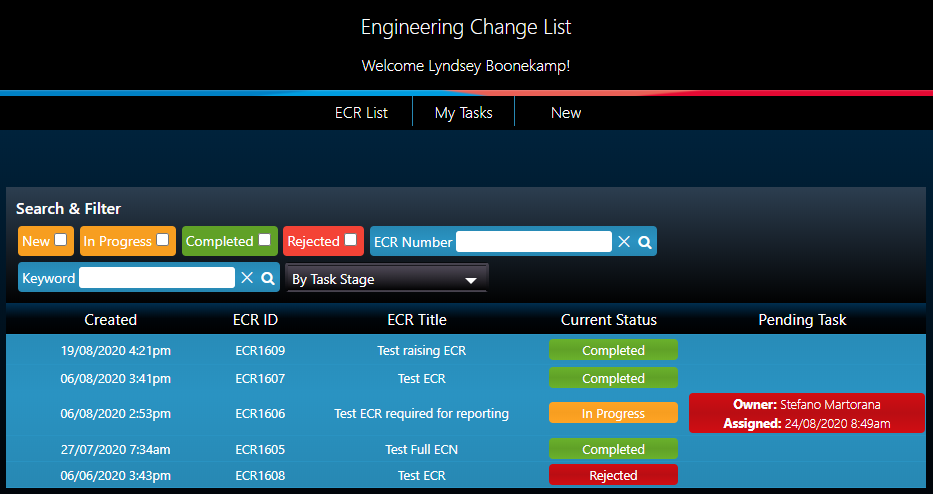 Engineering Change List
Welcome Lyndsey Boonekamp!
ECR List My Tasks New
Search & Filter
New In Progress Completed Rejected ECR Number
Keyword By Task Stage
Created ECR ID ECR Title Current Status Pending Task
19/08/2020 4:21pm ECR1609 Test raising ECR Completed
06/08/2020 3:41pm ECR1607 Test ECR Completed
06/08/2020 2:53pm ECR1606 Test ECR required for reporting In Progress Owner: Stefano Martorana
Assigned: 24/08/2020 8:49am
27/07/2020 7:34am ECR1605 Test Full ECN Completed
06/06/2020 3:43pm ECR1608 Test ECR Rejected